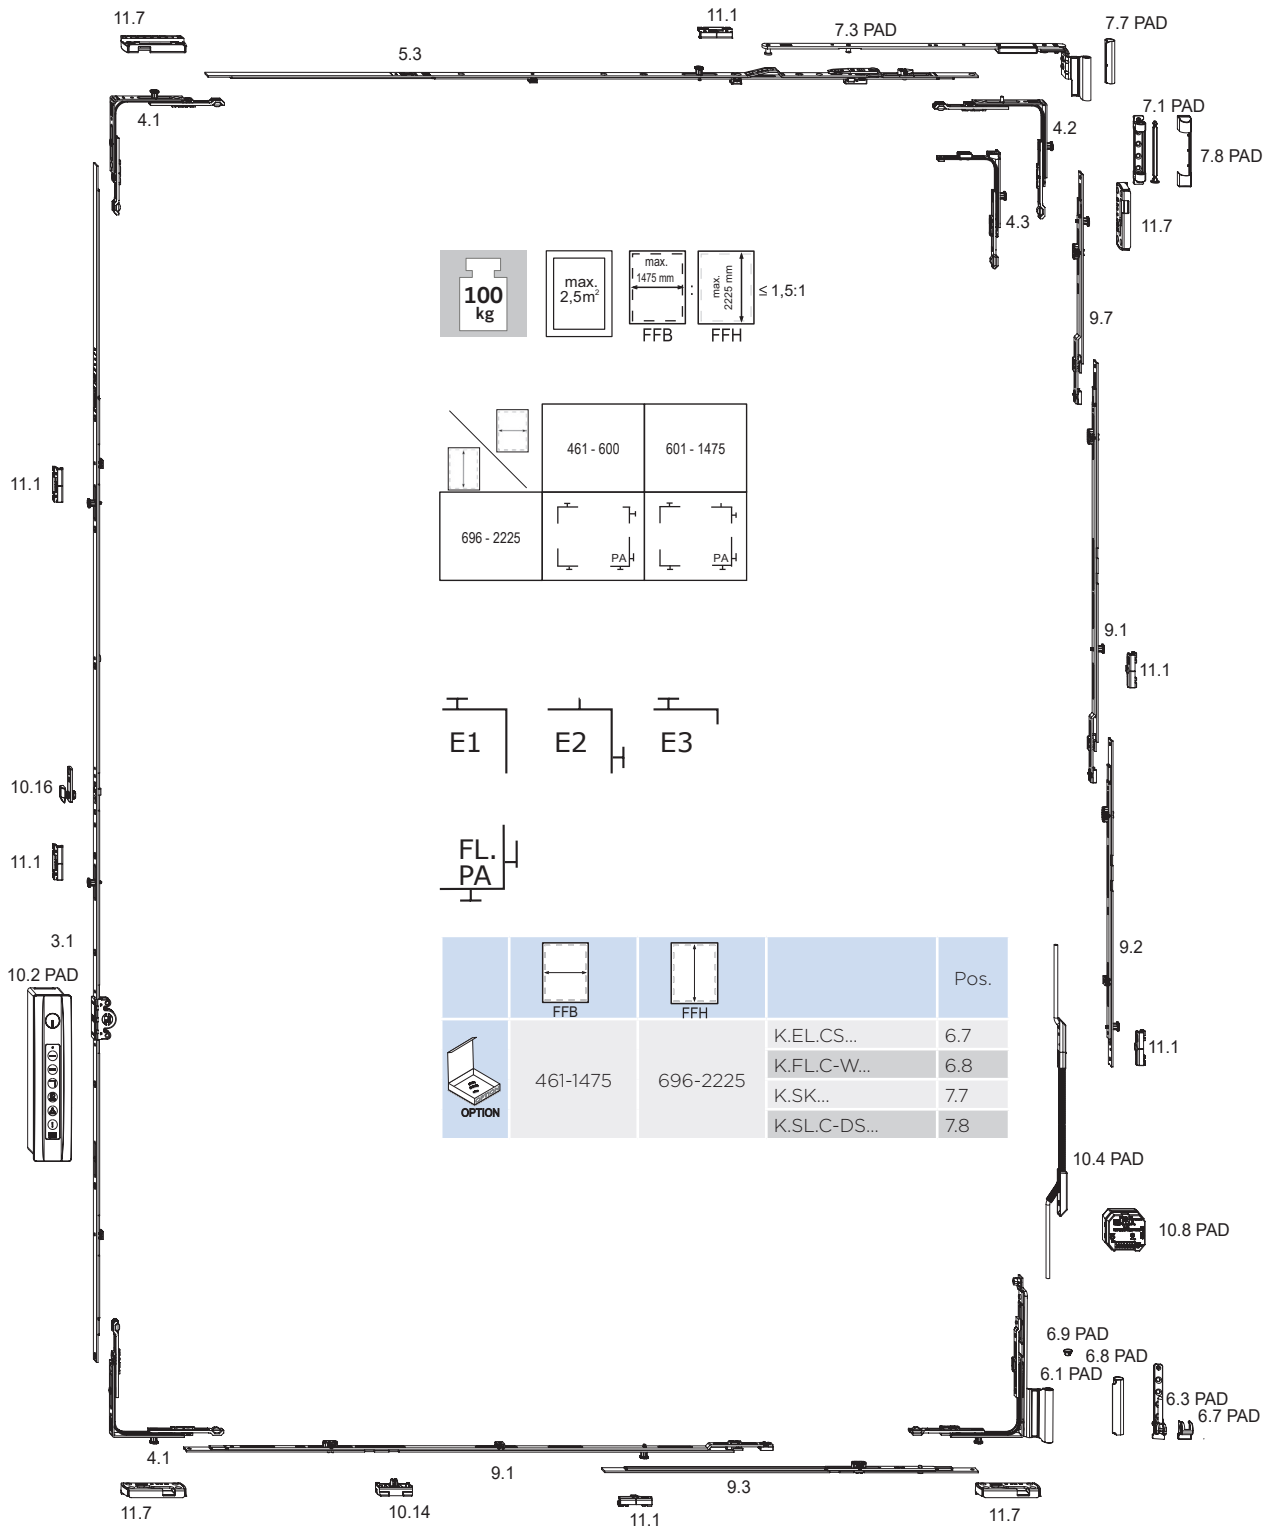 11.7
11.1
7.3 PAD
7.7 PAD
5.3
4.1
4.2
7.1 PAD
7.8 PAD
4.3
11.7
100
kg
max.
2,5m²
max.
1475 mm
FFB
:
max.
2225 mm
FFH
≤ 1,5:1
9.7
461 - 600
601 - 1475
696 - 2225
PA
PA
11.1
9.1
11.1
E1
E2
E3
10.16
11.1
FL.
PA
3.1
10.2 PAD
9.2
11.1
FFB
FFH
Pos.
OPTION
461-1475
696-2225
K.EL.CS...
6.7
K.FL.C-W...
6.8
K.SK...
7.7
K.SL.C-DS...
7.8
10.4 PAD
10.8 PAD
6.9 PAD
6.8 PAD
6.1 PAD
6.3 PAD
6.7 PAD
4.1
9.1
9.3
11.7
10.14
11.1
11.7